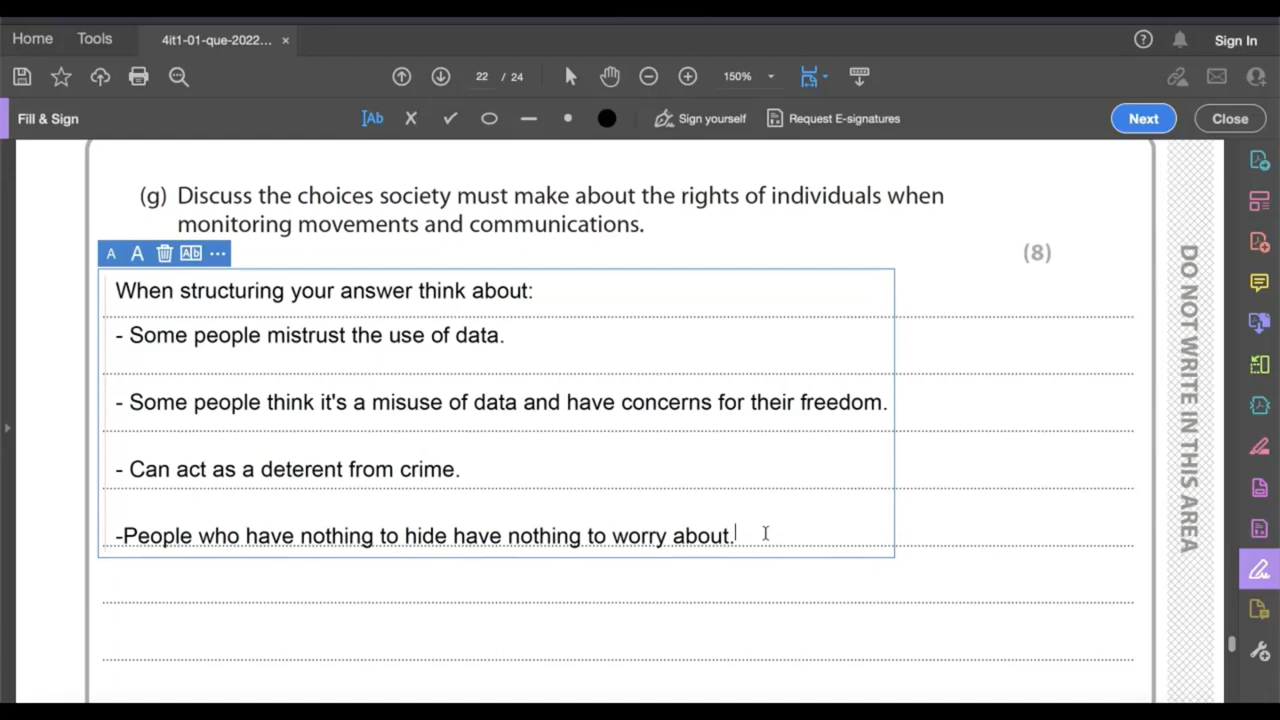 Home Tools 4it1-01-que-2022... × Sign In
22 / 24 150%
Fill & Sign Ab Sign yourself Request E-signatures Next Close
(g) Discuss the choices society must make about the rights of individuals when
monitoring movements and communications.
A A Ab ...
(8)
When structuring your answer think about:
- Some people mistrust the use of data.
- Some people think it's a misuse of data and have concerns for their freedom.
- Can act as a deterent from crime.
-People who have nothing to hide have nothing to worry about.
DO NOT WRITE IN THIS AREA